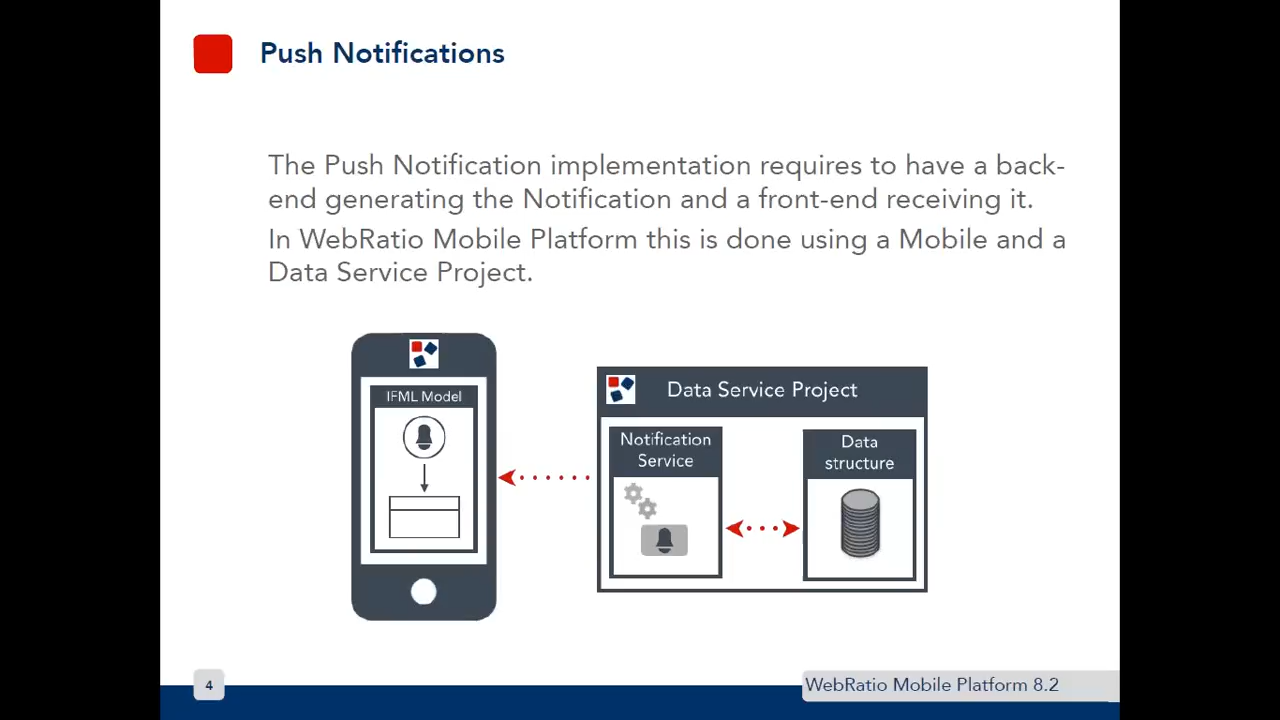 Push Notifications
The Push Notification implementation requires to have a back-
end generating the Notification and a front-end receiving it.
In WebRatio Mobile Platform this is done using a Mobile and a
Data Service Project.
IFML Model
Data Service Project
Notification
Service
Data
structure
4
WebRatio Mobile Platform 8.2